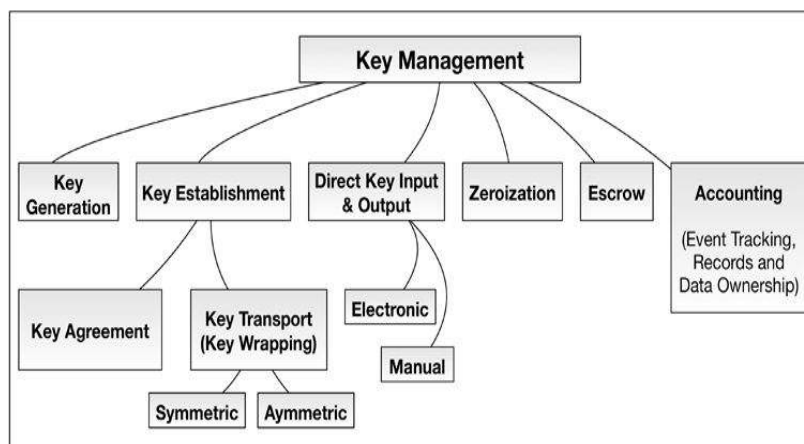 Key Management
Key
Generation
Key Establishment
Direct Key Input
& Output
Zeroization
Escrow
Accounting
(Event Tracking,
Records and
Data Ownership)
Key Agreement
Key Transport
(Key Wrapping)
Electronic
Manual
Symmetric
Aymmetric